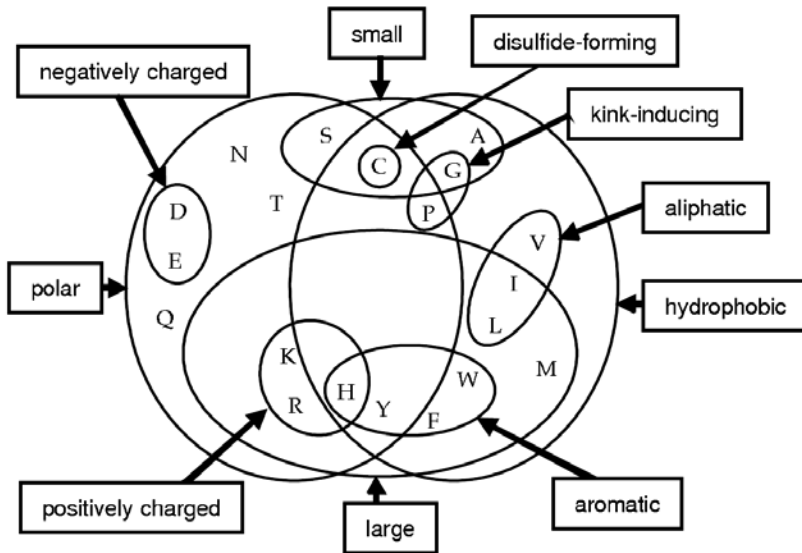 small
disulfide-forming
negatively charged
kink-inducing
S
A
N
C
G
D
T
P
aliphatic
V
E
I
polar
Q
L
hydrophobic
K
M
W
H
R
Y
F
positively charged
aromatic
large